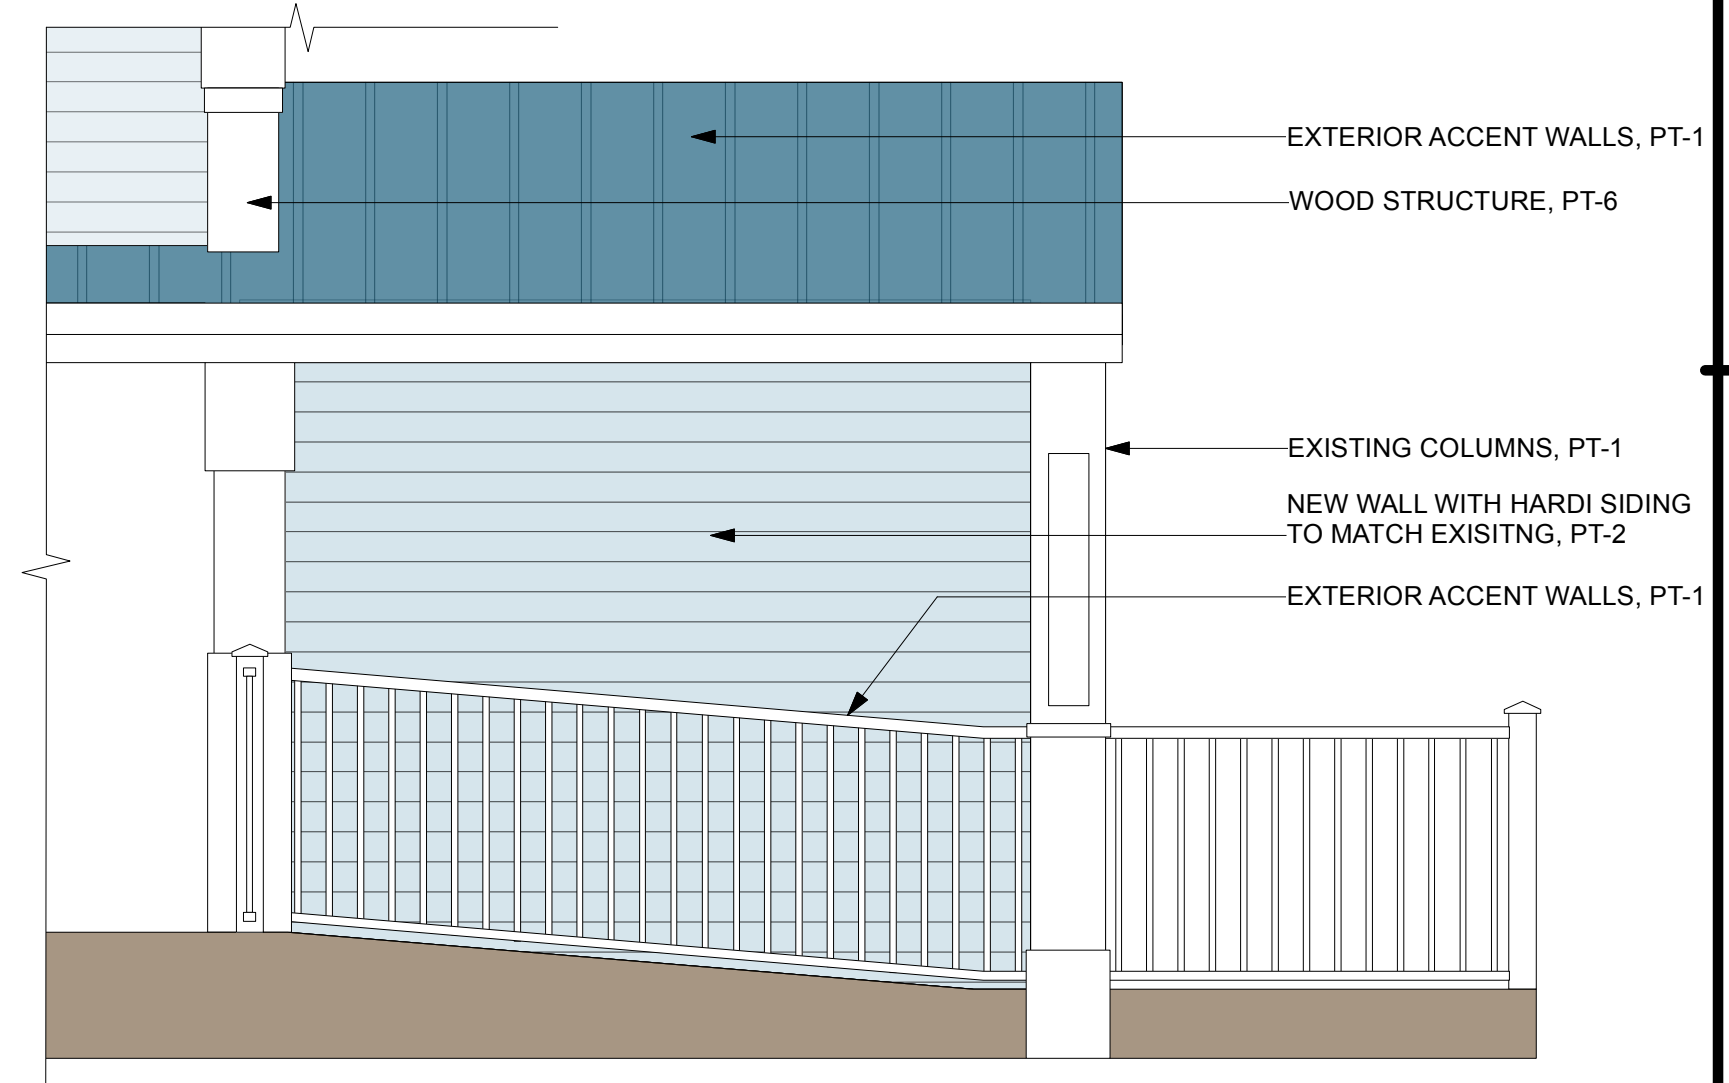 EXTERIOR ACCENT WALLS, PT-1
WOOD STRUCTURE, PT-6
EXISTING COLUMNS, PT-1
NEW WALL WITH HARDI SIDING
TO MATCH EXISITNG, PT-2
EXTERIOR ACCENT WALLS, PT-1